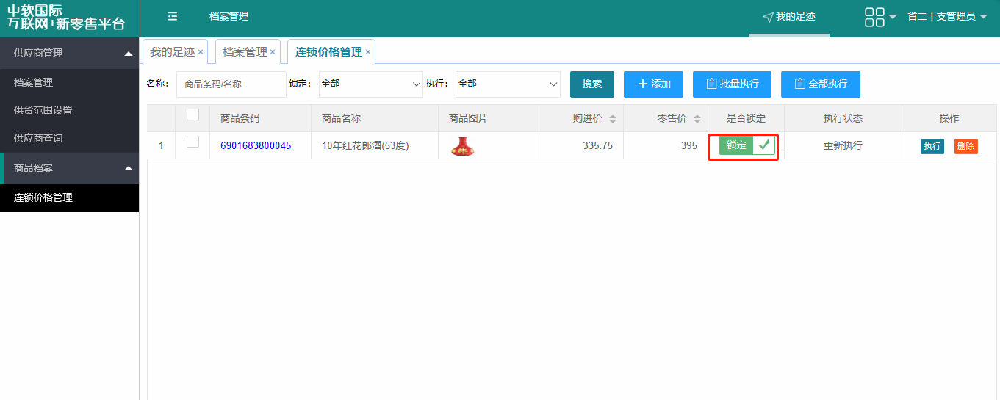 中软国际
互联网+新零售平台
档案管理
我的足迹
省二十支管理员
供应商管理
档案管理
供货范围设置
供应商查询
商品档案
连锁价格管理
我的足迹 ×
档案管理 ×
连锁价格管理 ×
名称: 商品条码/名称 锁定: 全部 执行: 全部 搜索 添加 批量执行 全部执行
商品条码 商品名称 商品图片 购进价 零售价 是否锁定 执行状态 操作
1 6901683800045 10年红花郎酒(53度) 335.75 395 锁定 ... 重新执行 执行 删除